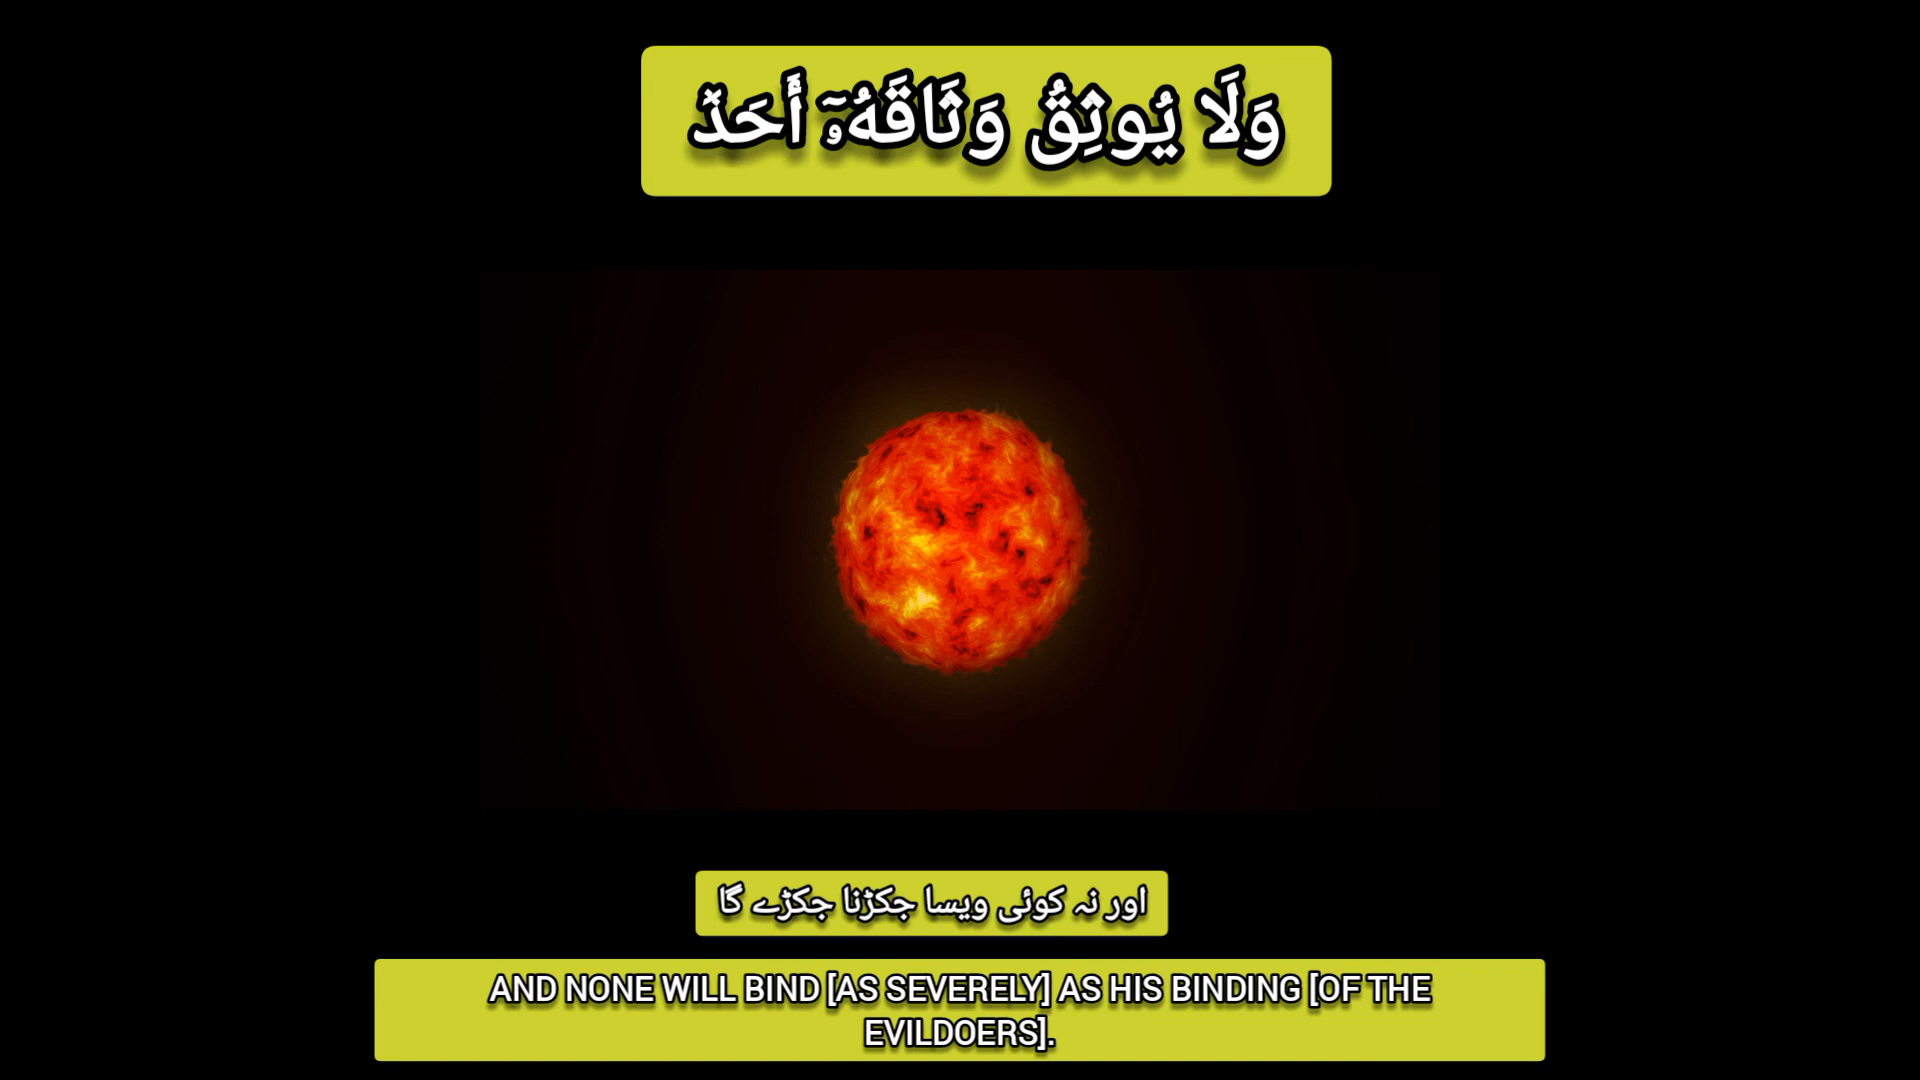 وَلَا يُوثِقُ وَثَاقَهُۥٓ أَحَدٞ
اور نہ کوئی ویسا جکڑنا جکڑے گا
AND NONE WILL BIND [AS SEVERELY] AS HIS BINDING [OF THE
EVILDOERS].